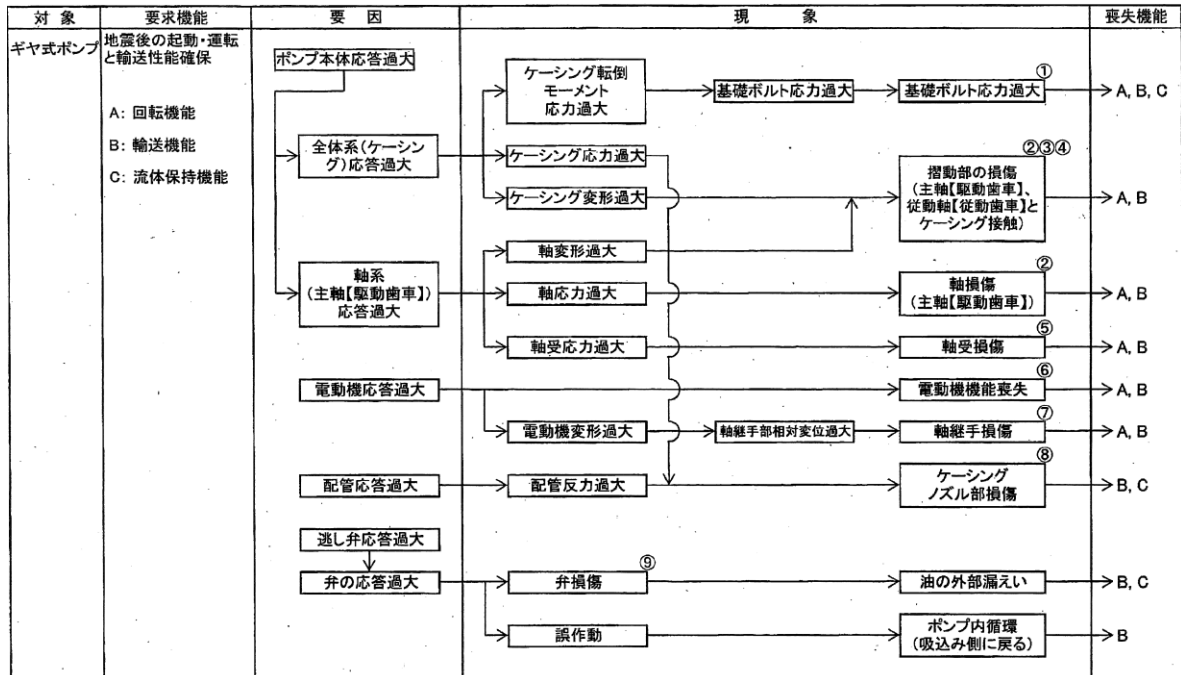 対象
要求機能
要因
現象
喪失機能
ギヤ式ポンプ
地震後の起動・運転
と輸送性能確保
A: 回転機能
B: 輸送機能
C: 流体保持機能
ポンプ本体応答過大
全体系(ケーシン
グ)応答過大
ケーシング転倒
モーメント
応力過大
基礎ボルト応力過大
①
基礎ボルト応力過大
A, B, C
ケーシング応力過大
ケーシング変形過大
②③④
摺動部の損傷
(主軸【駆動歯車】、
従動軸【従動歯車】と
ケーシング接触)
A, B
軸系
(主軸【駆動歯車】)
応答過大
軸変形過大
軸応力過大
②
軸損傷
(主軸【駆動歯車】)
A, B
軸受応力過大
⑤
軸受損傷
A, B
電動機応答過大
⑥
電動機機能喪失
A, B
電動機変形過大
軸継手部相対変位過大
⑦
軸継手損傷
A, B
配管応答過大
配管反力過大
⑧
ケーシング
ノズル部損傷
B, C
逃し弁応答過大
弁の応答過大
⑨
弁損傷
油の外部漏えい
B, C
誤作動
ポンプ内循環
(吸込み側に戻る)
B